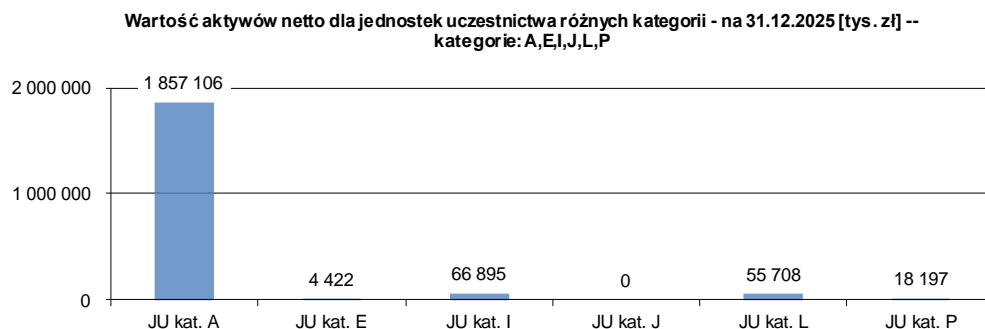 Wartość aktywów netto dla jednostek uczestnictwa różnych kategorii - na 31.12.2025 [tys. zł] --
kategorie: A,E,I,J,L,P
2 000 000
1 857 106
1 000 000
4 422
66 895
0
55 708
18 197
0
JU kat. A
JU kat. E
JU kat. I
JU kat. J
JU kat. L
JU kat. P